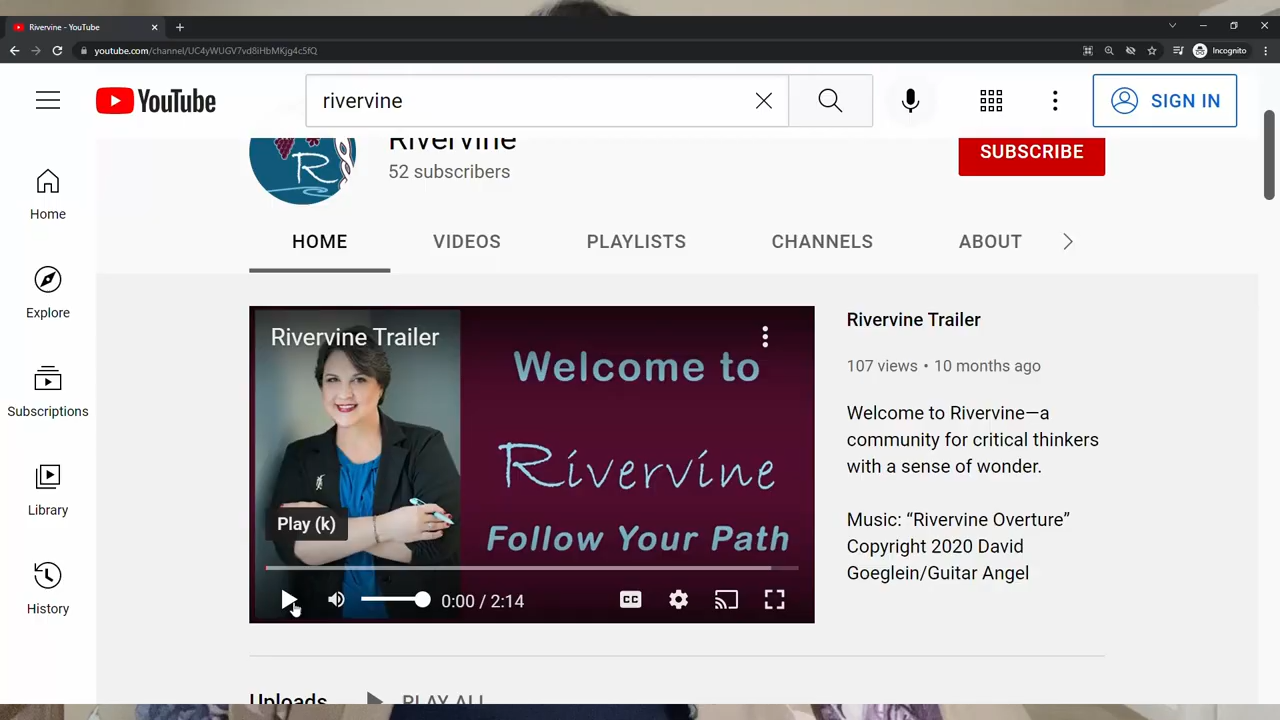 Rivervine - YouTube
youtube.com/channel/UC4yWUGV7vd8iHbMKjg4c5fQ
Incognito
YouTube
rivervine
SIGN IN
Rivervine
52 subscribers
SUBSCRIBE
R
Home
Explore
Subscriptions
Library
History
HOME
VIDEOS
PLAYLISTS
CHANNELS
ABOUT
Rivervine Trailer
Welcome to
Rivervine
Follow Your Path
Play (k)
0:00 / 2:14
CC
Rivervine Trailer
107 views • 10 months ago
Welcome to Rivervine—a
community for critical thinkers
with a sense of wonder.
Music: “Rivervine Overture”
Copyright 2020 David
Goeglein/Guitar Angel
Uploads
PLAY ALL